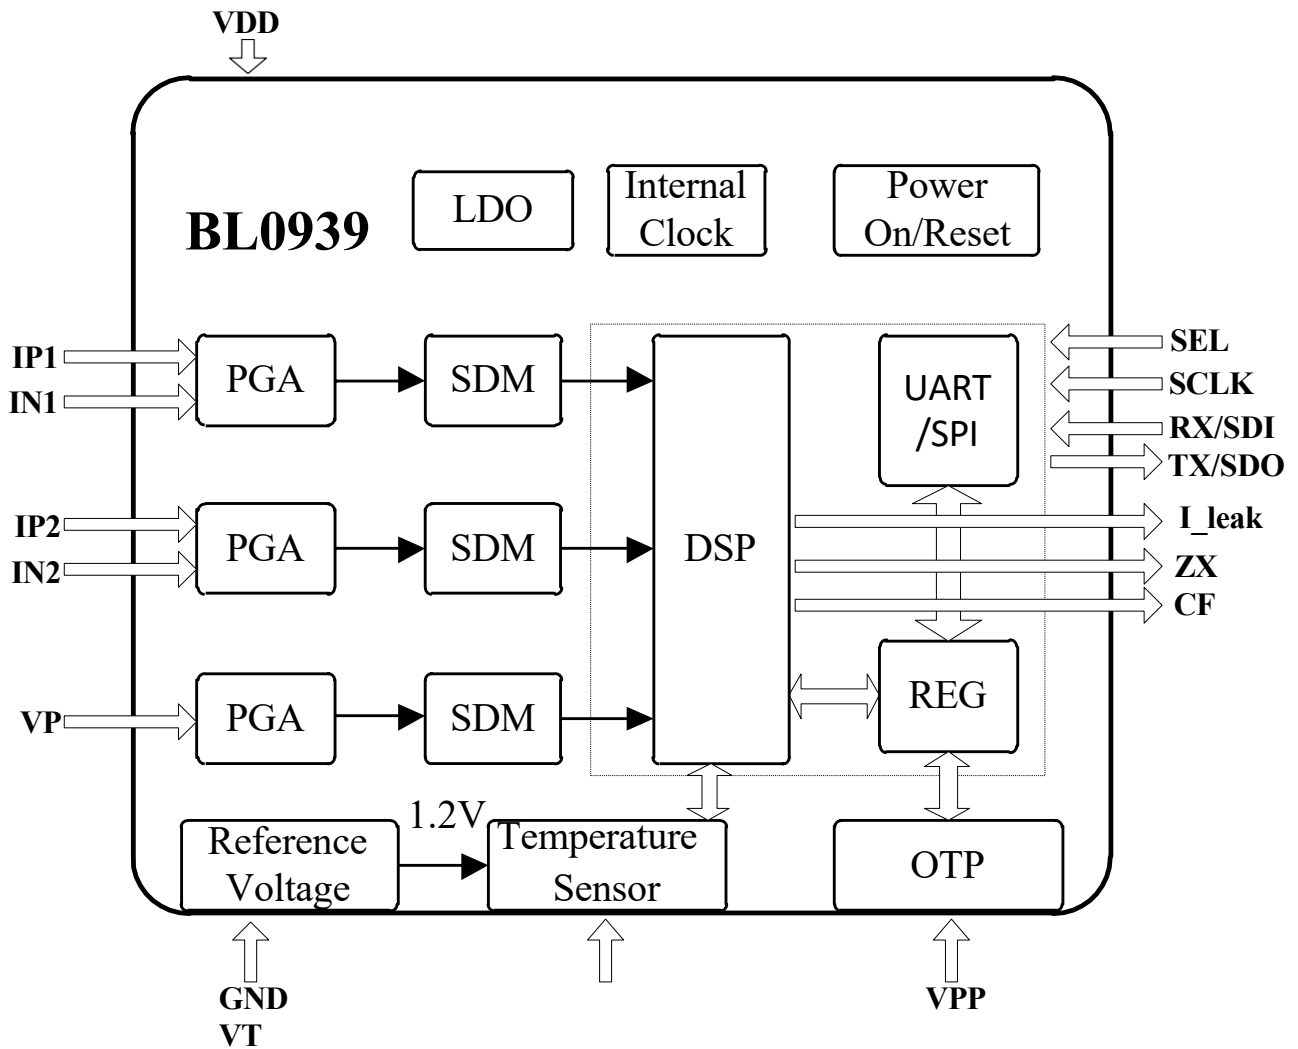 VDD
BL0939
LDO
Internal
Clock
Power
On/Reset
IP1
IN1
PGA
SDM
IP2
IN2
PGA
SDM
VP
PGA
SDM
DSP
UART
/SPI
REG
SEL
SCLK
RX/SDI
TX/SDO
I_leak
ZX
CF
Reference
Voltage
1.2V
Temperature
Sensor
OTP
GND
VT
VPP